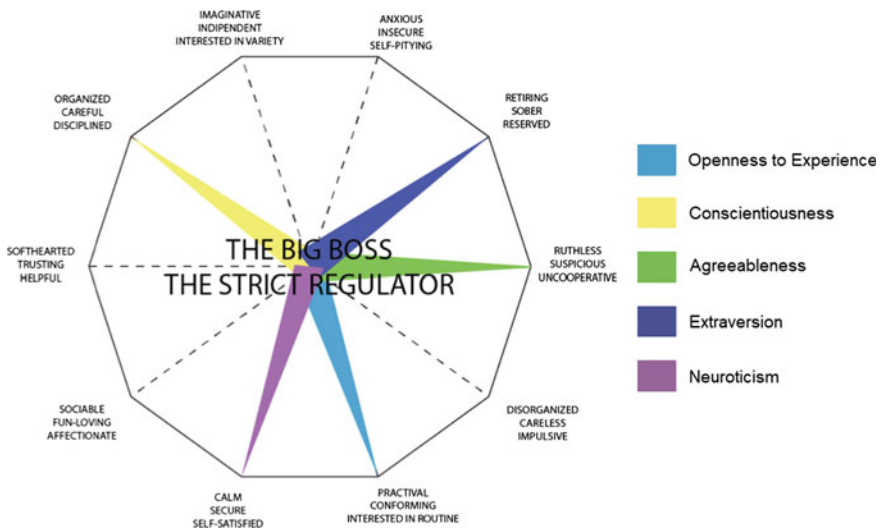 IMAGINATIVE
INDIPENDENT
INTERESTED IN VARIETY
ANXIOUS
INSECURE
SELF-PITYING
ORGANIZED
CAREFUL
DISCIPLINED
RETIRING
SOBER
RESERVED
SOFTHEARTED
TRUSTING
HELPFUL
THE BIG BOSS
THE STRICT REGULATOR
RUTHLESS
SUSPICIOUS
UNCOOPERATIVE
SOCIABLE
FUN-LOVING
AFFECTIONATE
DISORGANIZED
CARELESS
IMPULSIVE
CALM
SECURE
SELF-SATISFIED
PRACTIVAL
CONFORMING
INTERESTED IN ROUTINE
Openness to Experience
Conscientiousness
Agreeableness
Extraversion
Neuroticism